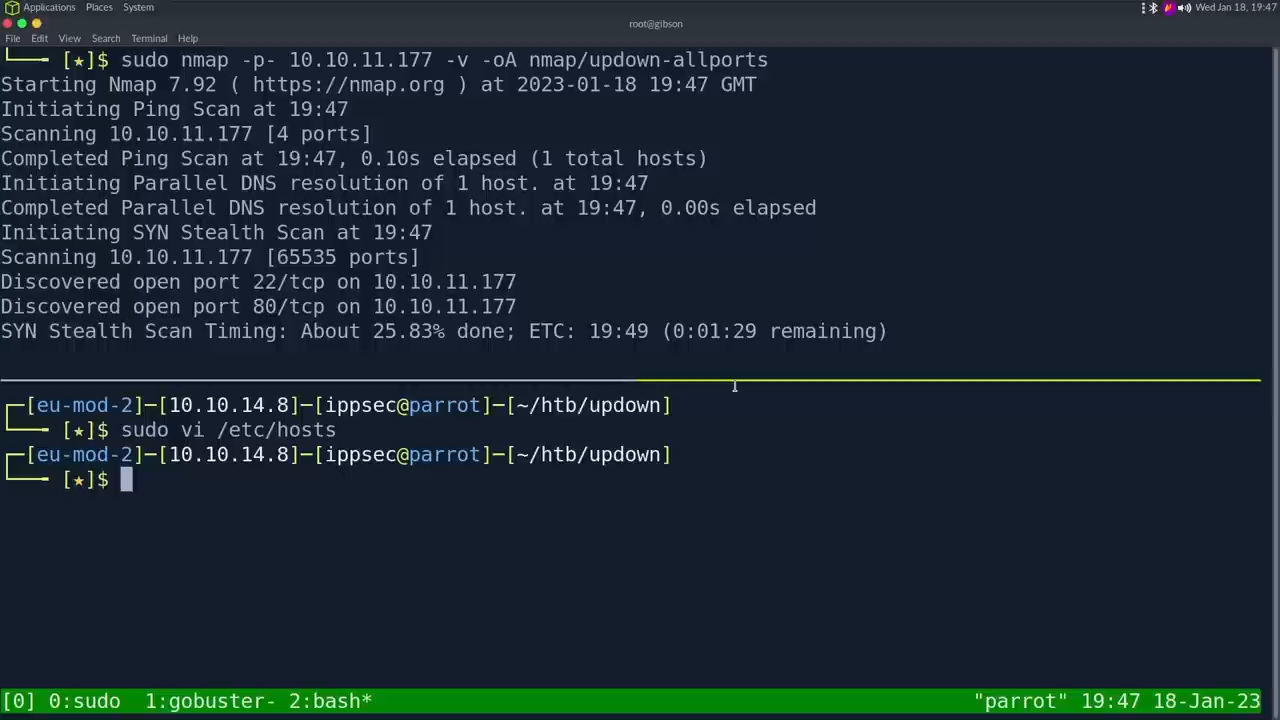 Applications Places System
Wed Jan 18, 19:47
root@gibson
File Edit View Search Terminal Help
└── [★]$ sudo nmap -p- 10.10.11.177 -v -oA nmap/updown-allports
Starting Nmap 7.92 ( https://nmap.org ) at 2023-01-18 19:47 GMT
Initiating Ping Scan at 19:47
Scanning 10.10.11.177 [4 ports]
Completed Ping Scan at 19:47, 0.10s elapsed (1 total hosts)
Initiating Parallel DNS resolution of 1 host. at 19:47
Completed Parallel DNS resolution of 1 host. at 19:47, 0.00s elapsed
Initiating SYN Stealth Scan at 19:47
Scanning 10.10.11.177 [65535 ports]
Discovered open port 22/tcp on 10.10.11.177
Discovered open port 80/tcp on 10.10.11.177
SYN Stealth Scan Timing: About 25.83% done; ETC: 19:49 (0:01:29 remaining)
┌─[eu-mod-2]─[10.10.14.8]─[ippsec@parrot]─[~/htb/updown]
└── [★]$ sudo vi /etc/hosts
┌─[eu-mod-2]─[10.10.14.8]─[ippsec@parrot]─[~/htb/updown]
└── [★]$
[0] 0:sudo 1:gobuster- 2:bash* "parrot" 19:47 18-Jan-23